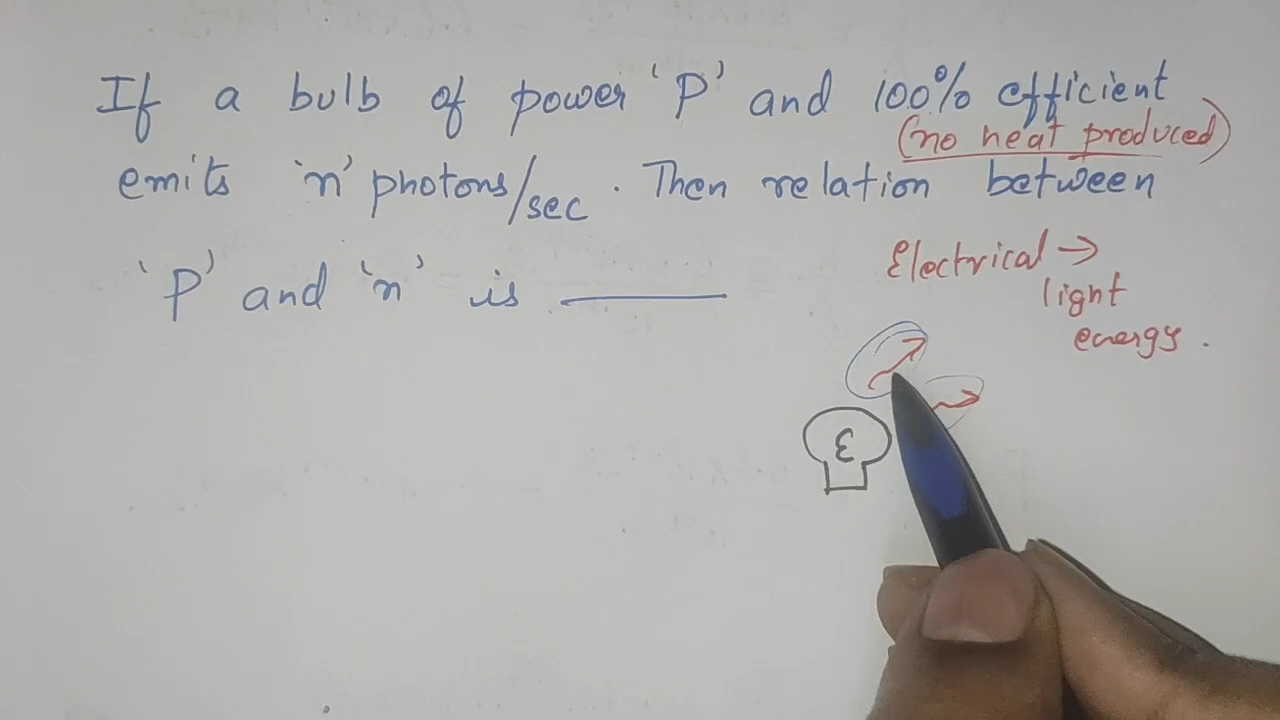 If a bulb of power 'P' and 100% efficient
(no heat produced)
emits 'n' photons/sec . Then relation between
'P' and 'n' is ______
Electrical →
light
energy .
ε